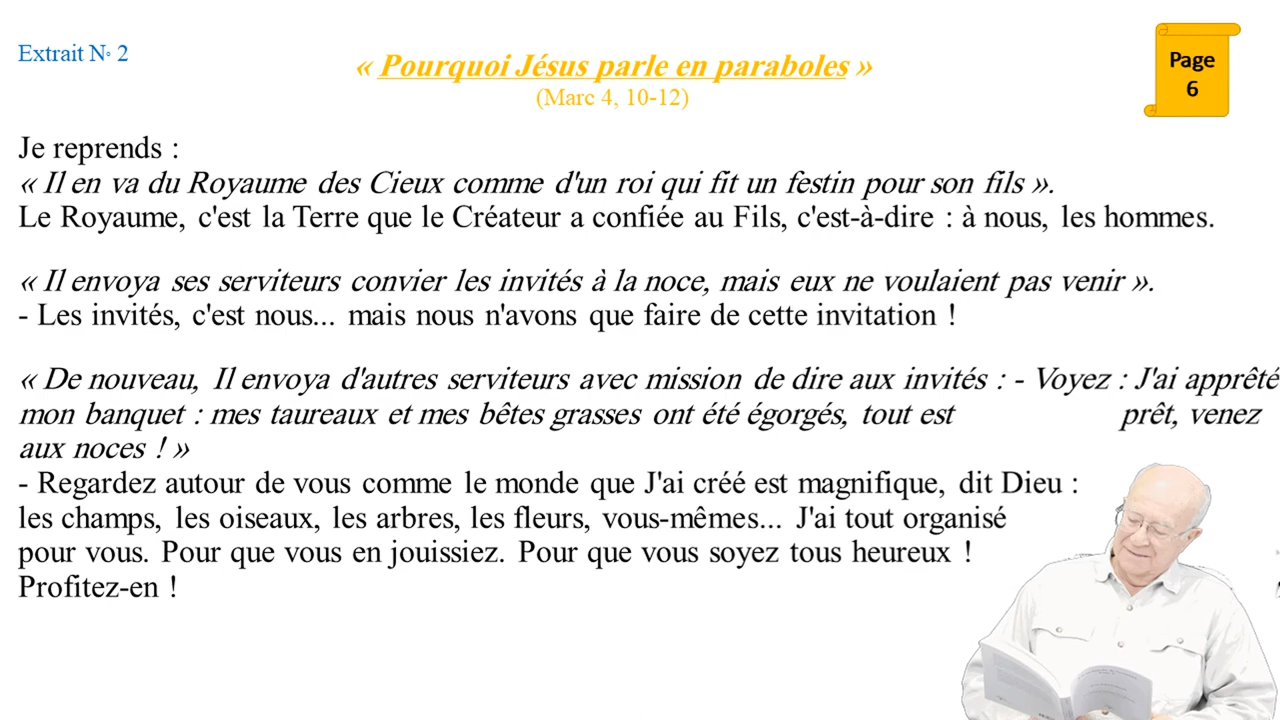 Extrait N◦ 2
« Pourquoi Jésus parle en paraboles »
(Marc 4, 10-12)
Page
6
Je reprends :
« Il en va du Royaume des Cieux comme d'un roi qui fit un festin pour son fils ».
Le Royaume, c'est la Terre que le Créateur a confiée au Fils, c'est-à-dire : à nous, les hommes.
« Il envoya ses serviteurs convier les invités à la noce, mais eux ne voulaient pas venir ».
- Les invités, c'est nous... mais nous n'avons que faire de cette invitation !
« De nouveau, Il envoya d'autres serviteurs avec mission de dire aux invités : - Voyez : J'ai apprêté
mon banquet : mes taureaux et mes bêtes grasses ont été égorgés, tout est prêt, venez
aux noces ! »
- Regardez autour de vous comme le monde que J'ai créé est magnifique, dit Dieu :
les champs, les oiseaux, les arbres, les fleurs, vous-mêmes... J'ai tout organisé
pour vous. Pour que vous en jouissiez. Pour que vous soyez tous heureux !
Profitez-en !